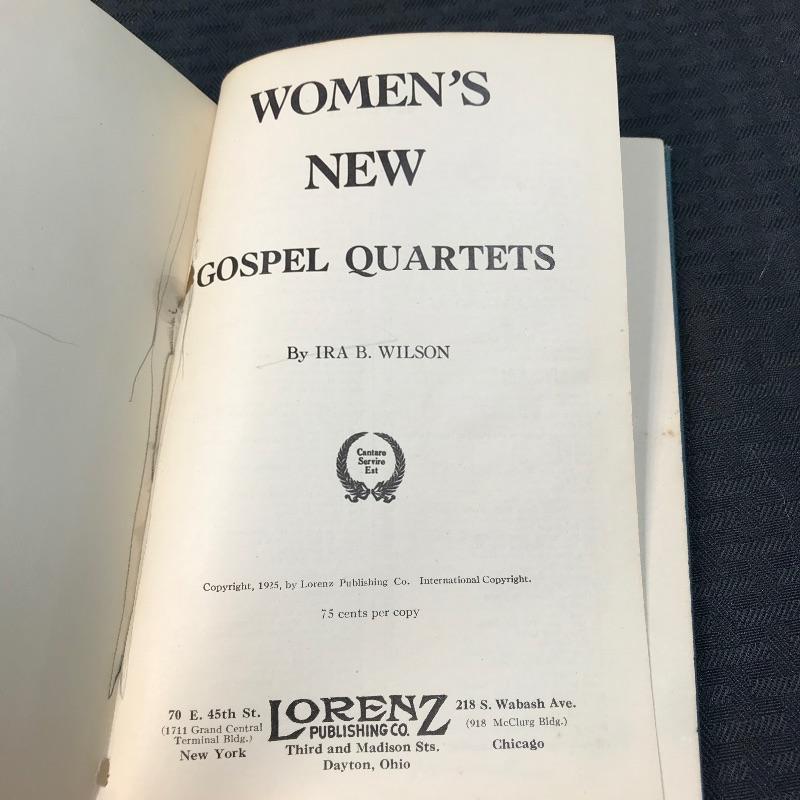 WOMEN'S
NEW
GOSPEL QUARTETS
By IRA B. WILSON
Cantare
Servire
Est
Copyright, 1925, by Lorenz Publishing Co. International Copyright.
75 cents per copy
70 E. 45th St.
(1711 Grand Central
Terminal Bldg.)
New York
LORENZ
PUBLISHING CO.
Third and Madison Sts.
Dayton, Ohio
218 S. Wabash Ave.
(918 McClurg Bldg.)
Chicago